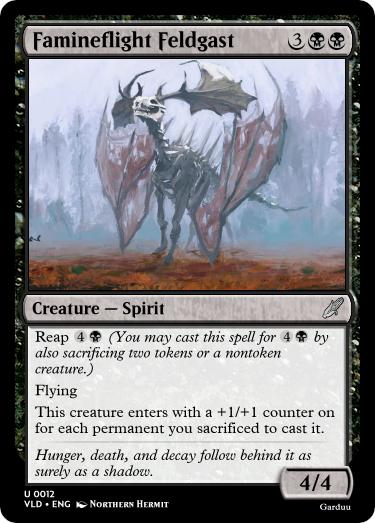 Famineflight Feldgast 3
Creature — Spirit
Reap 4 (You may cast this spell for 4 by
also sacrificing two tokens or a nontoken
creature.)
Flying
This creature enters with a +1/+1 counter on
for each permanent you sacrificed to cast it.
Hunger, death, and decay follow behind it as
surely as a shadow.
4/4
U 0012
VLD • ENG Northern Hermit
Garduu